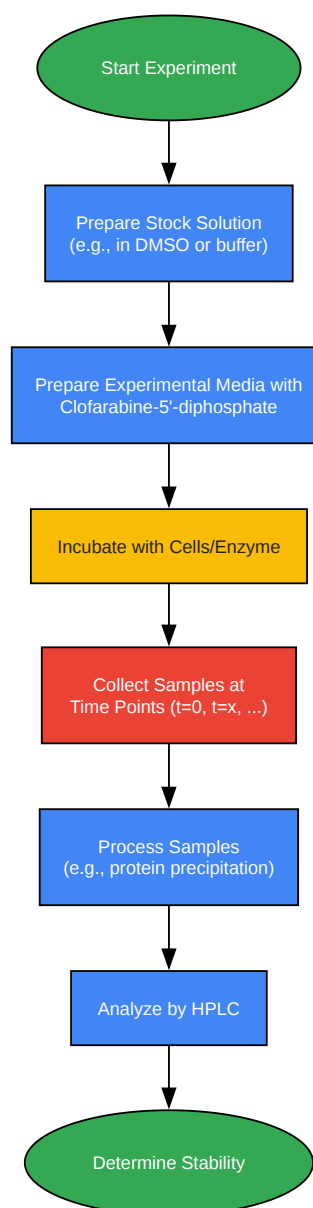 Start Experiment
Prepare Stock Solution
(e.g., in DMSO or buffer)
Prepare Experimental Media with
Clofarabine-5'-diphosphate
Incubate with Cells/Enzyme
Collect Samples at
Time Points (t=0, t=x, ...)
Process Samples
(e.g., protein precipitation)
Analyze by HPLC
Determine Stability